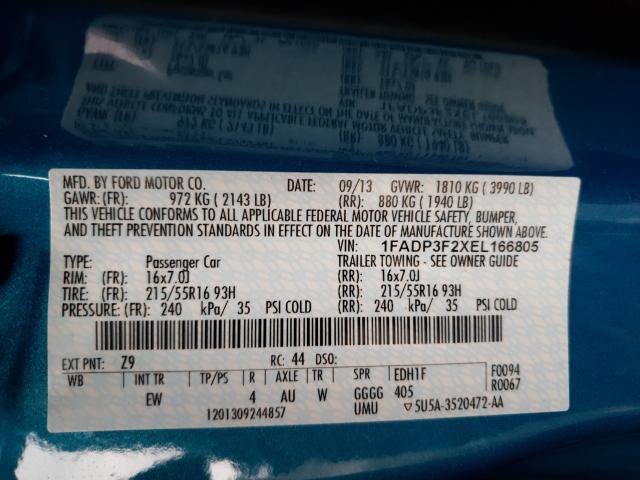 MFD. BY FORD MOTOR CO. DATE: 09/13 GVWR: 1810 KG ( 3990 LB)
GAWR: (FR): 972 KG ( 2143 LB) (RR): 880 KG ( 1940 LB)
THIS VEHICLE CONFORMS TO ALL APPLICABLE FEDERAL MOTOR VEHICLE SAFETY, BUMPER,
AND THEFT PREVENTION STANDARDS IN EFFECT ON THE DATE OF MANUFACTURE SHOWN ABOVE.
VIN: 1FADP3F2XEL166805
TYPE: Passenger Car TRAILER TOWING - SEE OWNER GUIDE
RIM: (FR): 16x7.0J (RR): 16x7.0J
TIRE: (FR): 215/55R16 93H (RR): 215/55R16 93H
PRESSURE: (FR): 240 kPa/ 35 PSI COLD (RR): 240 kPa/ 35 PSI COLD
EXT PNT: Z9 RC: 44 DSO:
WB INT TR TP/PS R AXLE TR SPR EDH1F F0094
EW 4 AU W GGGG 405 R0067
1201309244857 UMU ▽5U5A-3520472-AA